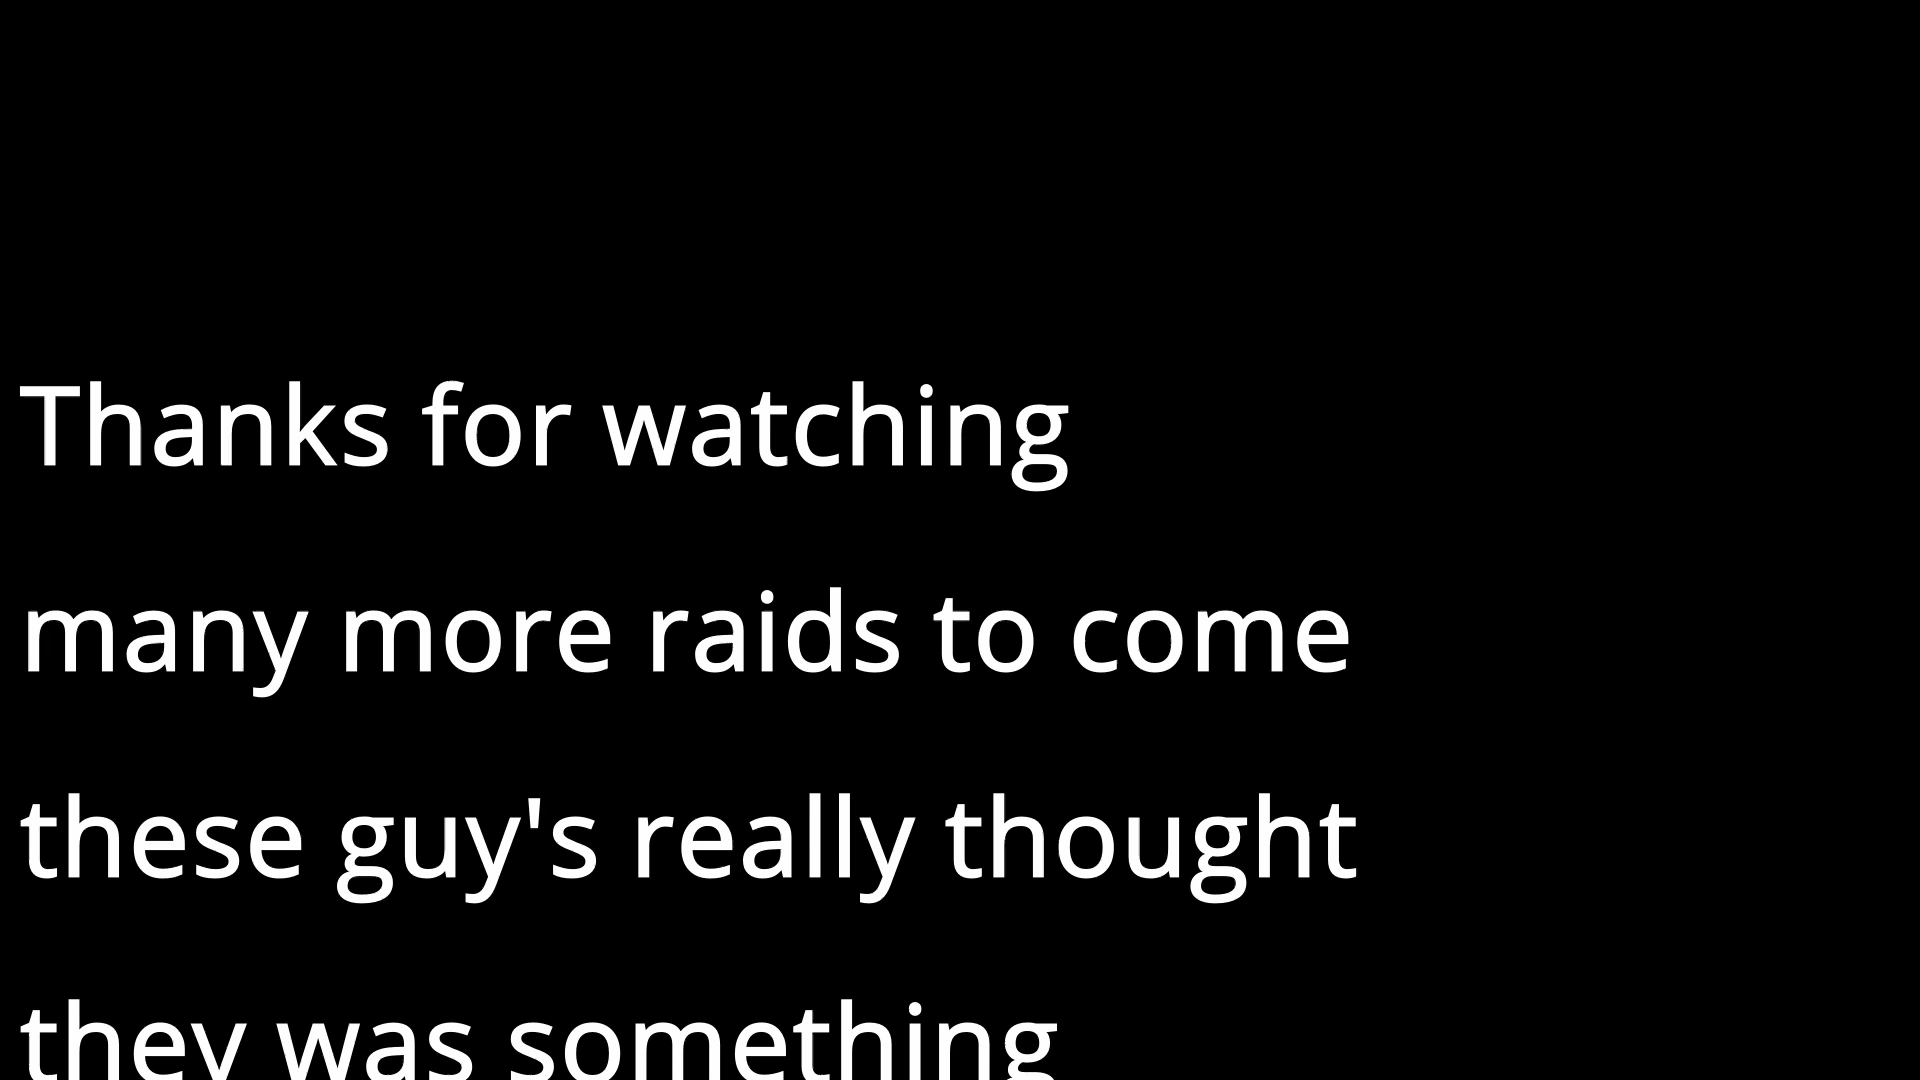 Thanks for watching
many more raids to come
these guy's really thought
they was something